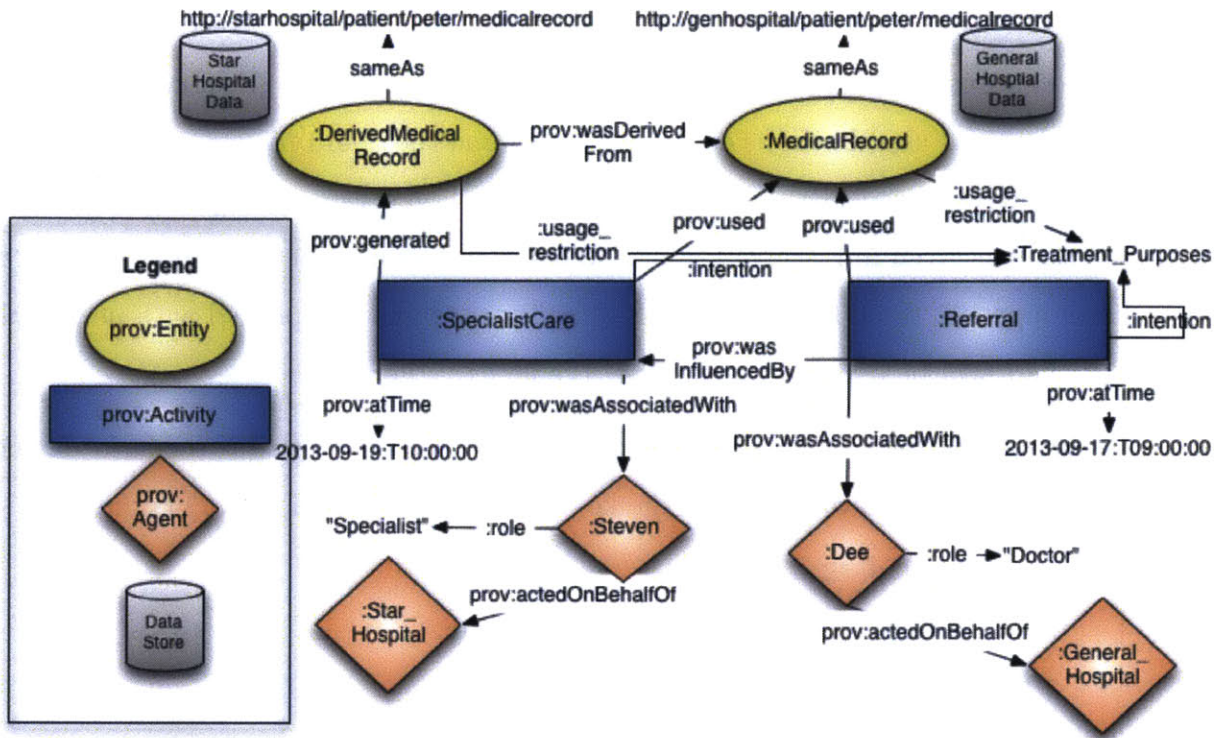 http://starhospital/patient/peter/medicalrecord
http://genhospital/patient/peter/medicalrecord
Star
Hospital
Data
sameAs
sameAs
General
Hosptial
Data
:DerivedMedical
Record
prov:wasDerived
From
:MedicalRecord
:usage_
restriction
prov:generated
:usage_
restriction
prov:used
prov:used
:Treatment_Purposes
:intention
:intention
Legend
prov:Entity
prov:Activity
prov:
Agent
Data
Store
:SpecialistCare
:Referral
prov:was
InfluencedBy
prov:atTime
2013-09-19:T10:00:00
prov:wasAssociatedWith
prov:wasAssociatedWith
prov:atTime
2013-09-17:T09:00:00
"Specialist"
:role
:Steven
:Dee
:role
"Doctor"
prov:actedOnBehalfOf
:Star_
Hospital
prov:actedOnBehalfOf
:General_
Hospital